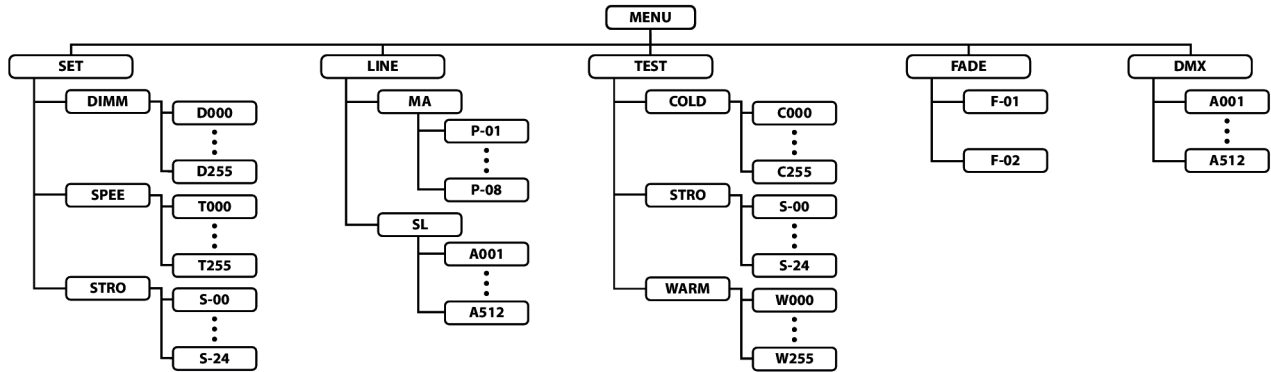 MENU
SET
DIMM
D000
D255
SPEE
T000
T255
STRO
S-00
S-24
LINE
MA
P-01
P-08
SL
A001
A512
TEST
COLD
C000
C255
STRO
S-00
S-24
WARM
W000
W255
FADE
F-01
F-02
DMX
A001
A512